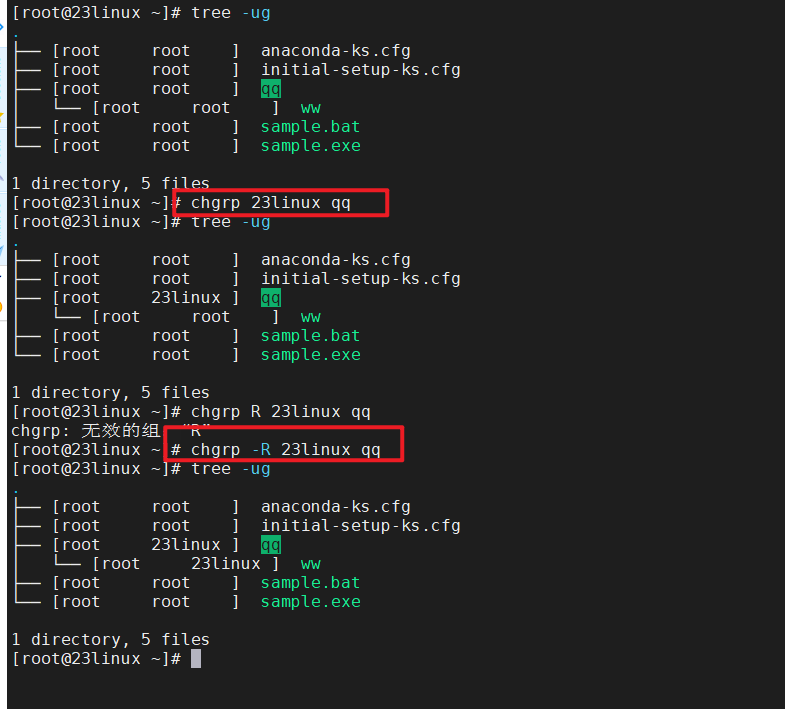 [root@23linux ~]# tree -ug
.
├── [root     root    ]  anaconda-ks.cfg
├── [root     root    ]  initial-setup-ks.cfg
├── [root     root    ]  qq
│   └── [root     root    ]  ww
├── [root     root    ]  sample.bat
└── [root     root    ]  sample.exe
1 directory, 5 files
[root@23linux ~]# chgrp 23linux qq
[root@23linux ~]# tree -ug
.
├── [root     root    ]  anaconda-ks.cfg
├── [root     root    ]  initial-setup-ks.cfg
├── [root     23linux ]  qq
│   └── [root     root    ]  ww
├── [root     root    ]  sample.bat
└── [root     root    ]  sample.exe
1 directory, 5 files
[root@23linux ~]# chgrp R 23linux qq
chgrp: 无效的组 "R"
[root@23linux ~]# chgrp -R 23linux qq
[root@23linux ~]# tree -ug
.
├── [root     root    ]  anaconda-ks.cfg
├── [root     root    ]  initial-setup-ks.cfg
├── [root     23linux ]  qq
│   └── [root     23linux ]  ww
├── [root     root    ]  sample.bat
└── [root     root    ]  sample.exe
1 directory, 5 files
[root@23linux ~]#